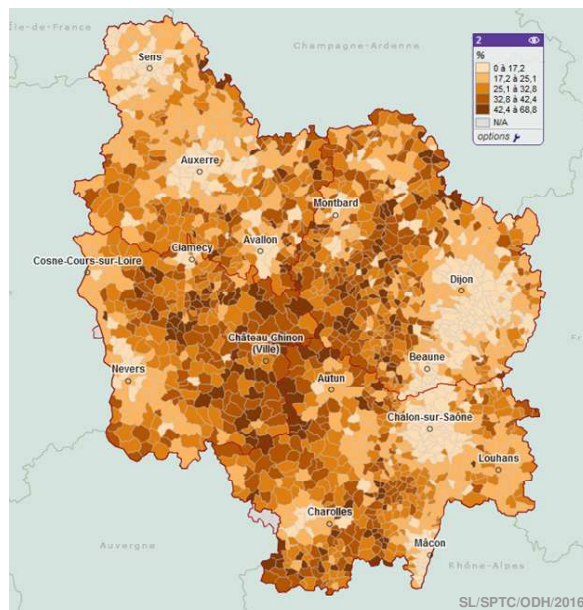 Île-de-France
Champagne-Ardenne
2
%
0 à 17,2
17,2 à 25,1
25,1 à 32,8
32,8 à 42,4
42,4 à 68,8
N/A
options
Sens
Auxerre
Montbard
Avallon
Clamecy
Cosne-Cours-sur-Loire
Dijon
Château-Chinon
(Ville)
Beaune
Nevers
Autun
Chalon-sur-Saône
Louhans
Charolles
Mâcon
Auvergne
Rhône-Alpes
SL/SPTC/ODH/2016